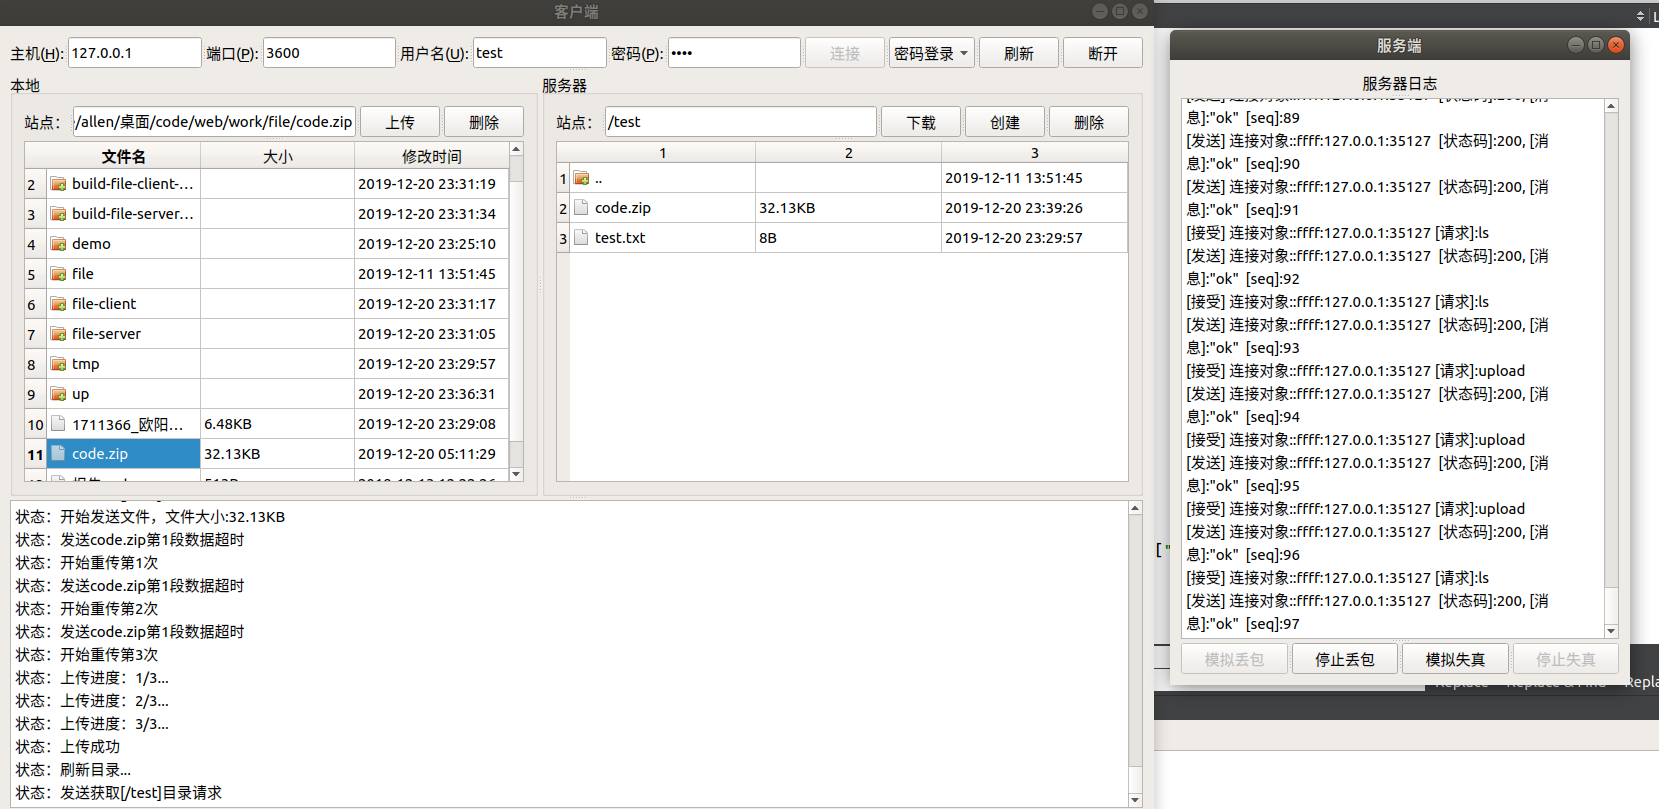 客户端
主机(H): 127.0.0.1 端口(P): 3600 用户名(U): test 密码(P): •••• 连接 密码登录 刷新 断开
本地
站点： /allen/桌面/code/web/work/file/code.zip 上传 删除
文件名 大小 修改时间
2 build-file-client-... 2019-12-20 23:31:19
3 build-file-server... 2019-12-20 23:31:34
4 demo 2019-12-20 23:25:10
5 file 2019-12-11 13:51:45
6 file-client 2019-12-20 23:31:17
7 file-server 2019-12-20 23:31:05
8 tmp 2019-12-20 23:29:57
9 up 2019-12-20 23:36:31
10 1711366_欧阳... 6.48KB 2019-12-20 23:29:08
11 code.zip 32.13KB 2019-12-20 05:11:29
服务器
站点： /test 下载 创建 删除
1 2 3
1 .. 2019-12-11 13:51:45
2 code.zip 32.13KB 2019-12-20 23:39:26
3 test.txt 8B 2019-12-20 23:29:57
状态：开始发送文件，文件大小:32.13KB
状态：发送code.zip第1段数据超时
状态：开始重传第1次
状态：发送code.zip第1段数据超时
状态：开始重传第2次
状态：发送code.zip第1段数据超时
状态：开始重传第3次
状态：上传进度：1/3...
状态：上传进度：2/3...
状态：上传进度：3/3...
状态：上传成功
状态：刷新目录...
状态：发送获取[/test]目录请求
服务端
服务器日志
[发送] 连接对象::ffff:127.0.0.1:35127 [状态码]:200, [消
息]:"ok" [seq]:89
[发送] 连接对象::ffff:127.0.0.1:35127 [状态码]:200, [消
息]:"ok" [seq]:90
[发送] 连接对象::ffff:127.0.0.1:35127 [状态码]:200, [消
息]:"ok" [seq]:91
[接受] 连接对象::ffff:127.0.0.1:35127 [请求]:ls
[发送] 连接对象::ffff:127.0.0.1:35127 [状态码]:200, [消
息]:"ok" [seq]:92
[接受] 连接对象::ffff:127.0.0.1:35127 [请求]:ls
[发送] 连接对象::ffff:127.0.0.1:35127 [状态码]:200, [消
息]:"ok" [seq]:93
[接受] 连接对象::ffff:127.0.0.1:35127 [请求]:upload
[发送] 连接对象::ffff:127.0.0.1:35127 [状态码]:200, [消
息]:"ok" [seq]:94
[接受] 连接对象::ffff:127.0.0.1:35127 [请求]:upload
[发送] 连接对象::ffff:127.0.0.1:35127 [状态码]:200, [消
息]:"ok" [seq]:95
[接受] 连接对象::ffff:127.0.0.1:35127 [请求]:upload
[发送] 连接对象::ffff:127.0.0.1:35127 [状态码]:200, [消
息]:"ok" [seq]:96
[接受] 连接对象::ffff:127.0.0.1:35127 [请求]:ls
[发送] 连接对象::ffff:127.0.0.1:35127 [状态码]:200, [消
息]:"ok" [seq]:97
模拟丢包 停止丢包 模拟失真 停止失真
["
Repla